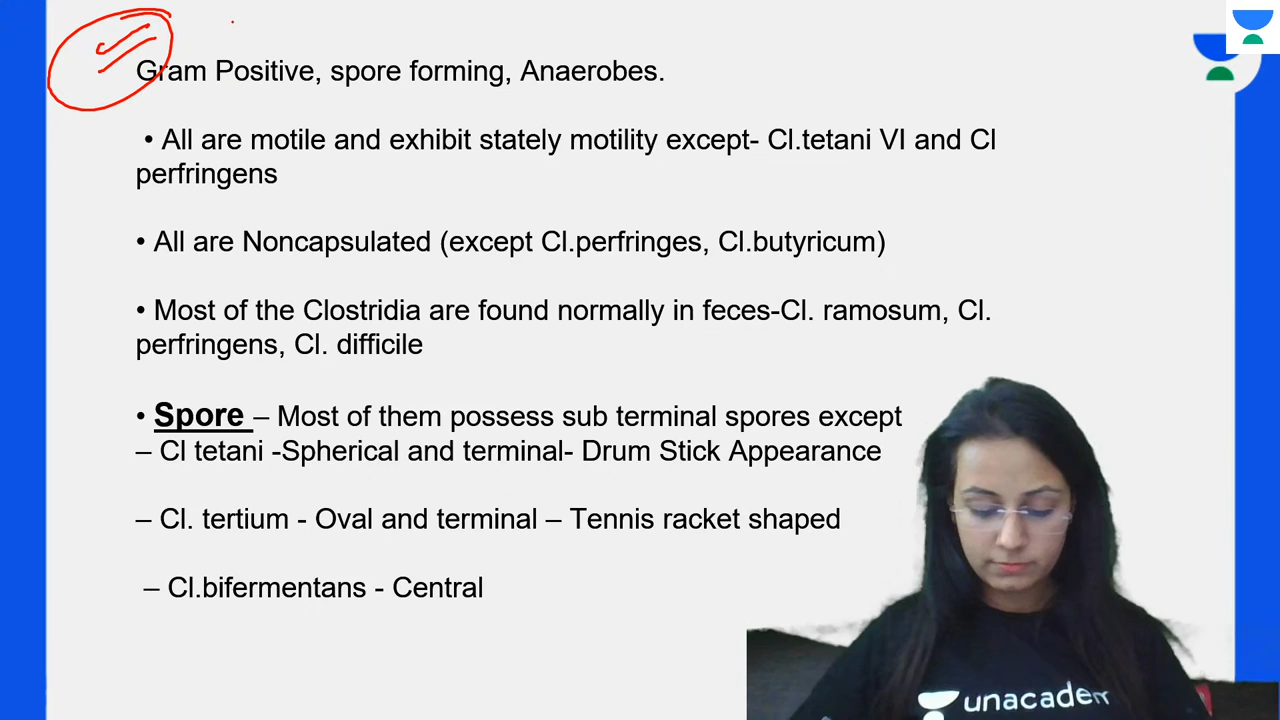 Gram Positive, spore forming, Anaerobes.
• All are motile and exhibit stately motility except- Cl.tetani VI and Cl
perfringens
• All are Noncapsulated (except Cl.perfringes, Cl.butyricum)
• Most of the Clostridia are found normally in feces-Cl. ramosum, Cl.
perfringens, Cl. difficile
• Spore – Most of them possess sub terminal spores except
– Cl tetani -Spherical and terminal- Drum Stick Appearance
– Cl. tertium - Oval and terminal – Tennis racket shaped
– Cl.bifermentans - Central
unacadem